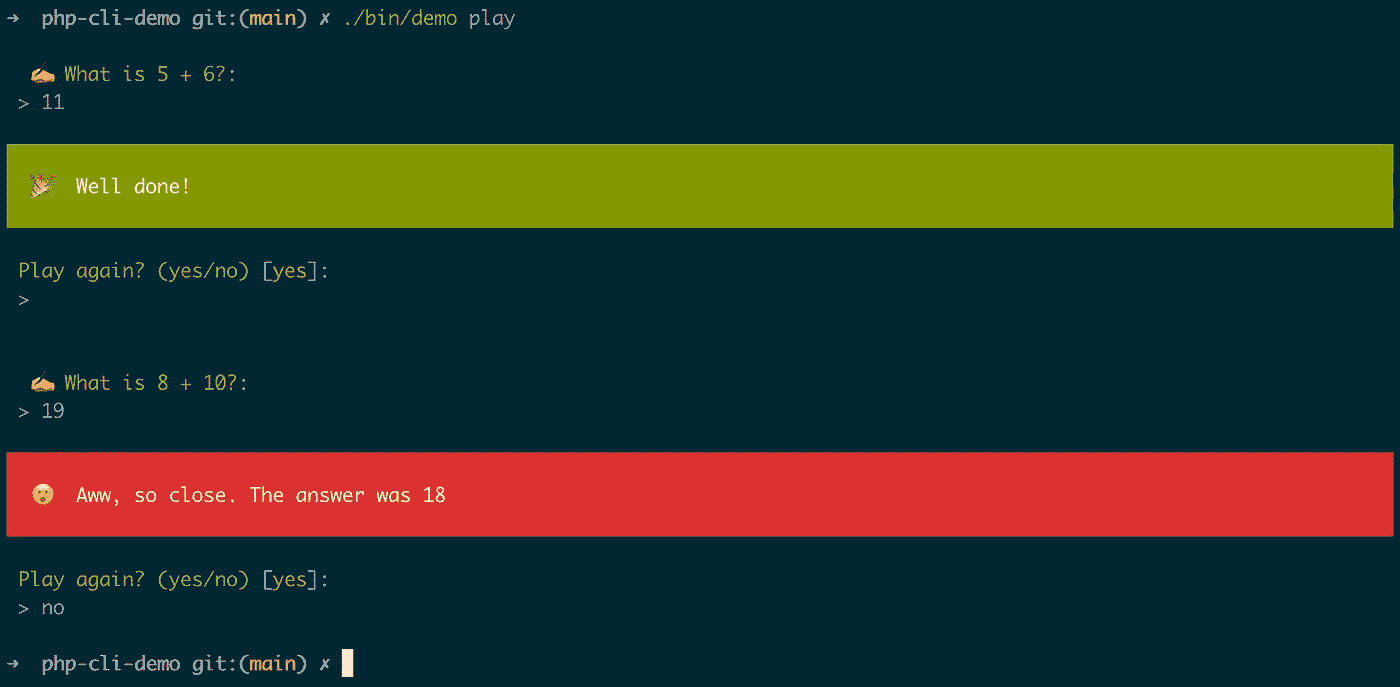 ➜  php-cli-demo git:(main) ✗ ./bin/demo play
✍ What is 5 + 6?:
> 11
🎉  Well done!
Play again? (yes/no) [yes]:
>
✍ What is 8 + 10?:
> 19
😮  Aww, so close. The answer was 18
Play again? (yes/no) [yes]:
> no
➜  php-cli-demo git:(main) ✗